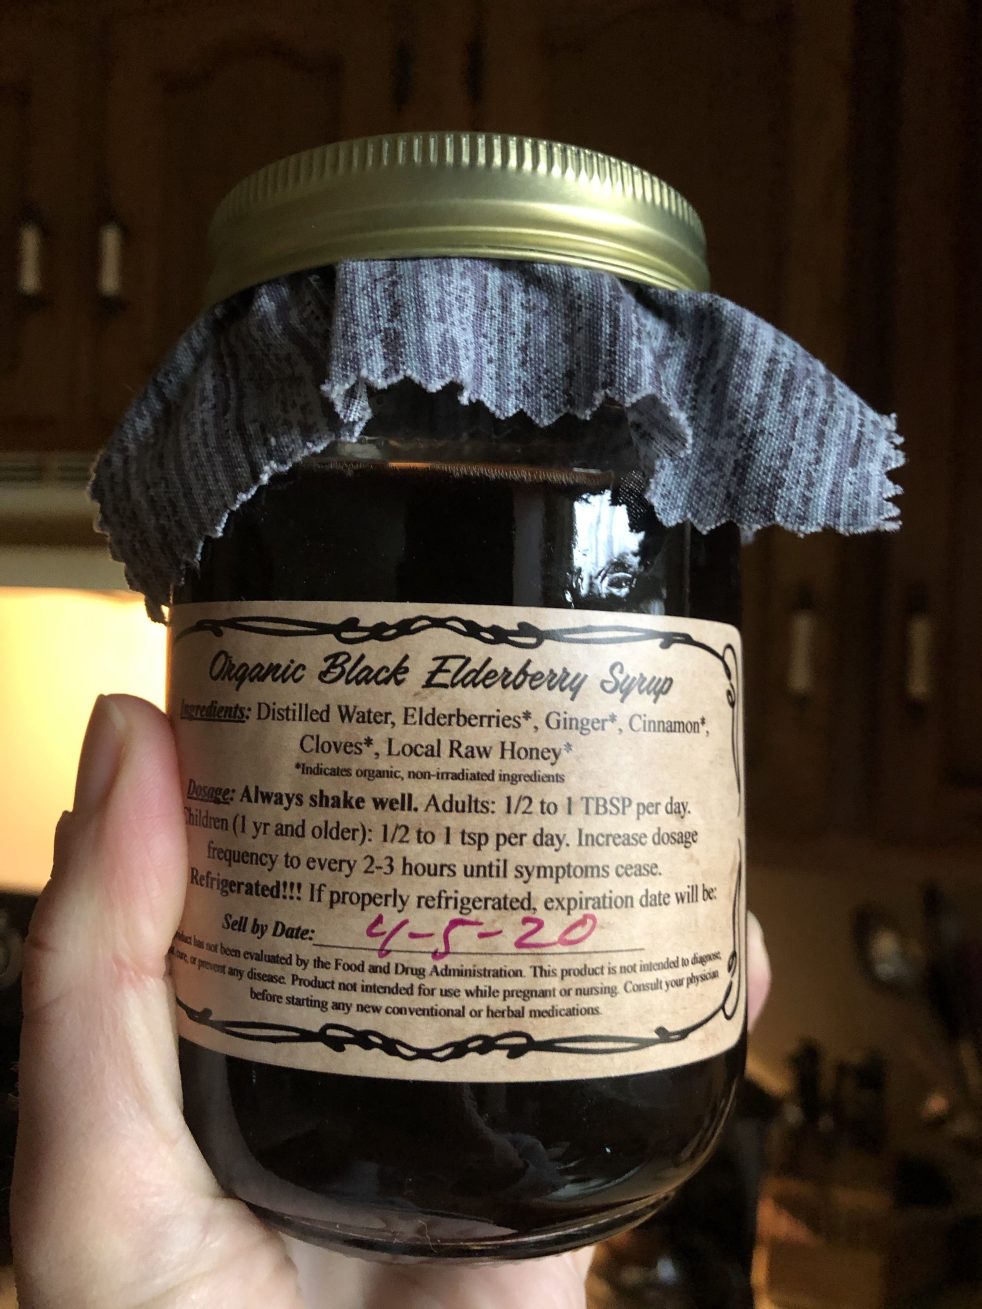 Organic Black Elderberry Syrup
Ingredients: Distilled Water, Elderberries*, Ginger*, Cinnamon*,
Cloves*, Local Raw Honey*
*Indicates organic, non-irradiated ingredients
Dosage: Always shake well. Adults: 1/2 to 1 TBSP per day.
Children (1 yr and older): 1/2 to 1 tsp per day. Increase dosage
frequency to every 2-3 hours until symptoms cease.
Refrigerated!!! If properly refrigerated, expiration date will be:
Sell by Date: 4-5-20
has not been evaluated by the Food and Drug Administration. This product is not intended to diagnose,
cure, or prevent any disease. Product not intended for use while pregnant or nursing. Consult your physician
before starting any new conventional or herbal medications.